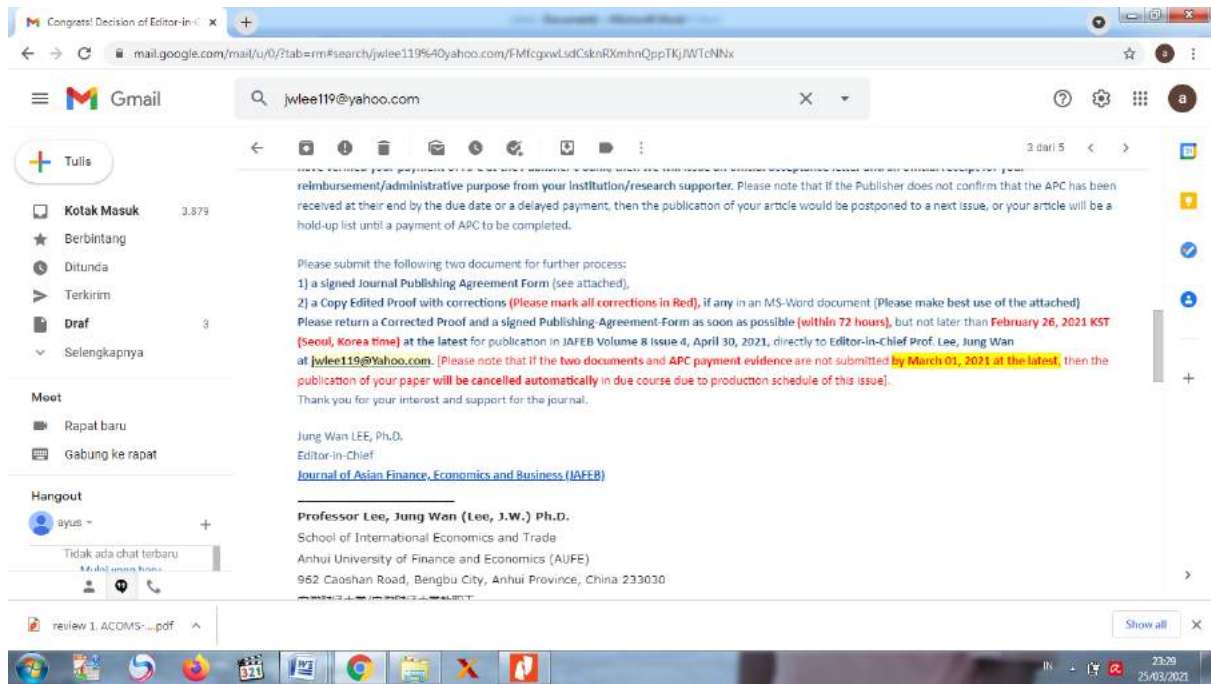 Congrats! Decision of Editor-in-C
mail.google.com/mail/u/0/?tab=rm#search/jwlee119%40yahoo.com/FMfcgxwLsdCsknRXmhnQppTKjJWTcNNx
Gmail
jwlee119@yahoo.com
a
Tulis
3 dari 5
Kotak Masuk 3.879
Berbintang
Ditunda
Terkirim
Draf 3
Selengkapnya
Meet
Rapat baru
Gabung ke rapat
Hangout
ayus
Tidak ada chat terbaru
reimbursement/administrative purpose from your institution/research supporter. Please note that if the Publisher does not confirm that the APC has been
received at their end by the due date or a delayed payment, then the publication of your article would be postponed to a next issue, or your article will be a
hold-up list until a payment of APC to be completed.
Please submit the following two document for further process:
1) a signed Journal Publishing Agreement Form (see attached),
2) a Copy Edited Proof with corrections (Please mark all corrections in Red), if any in an MS-Word document (Please make best use of the attached)
Please return a Corrected Proof and a signed Publishing-Agreement-Form as soon as possible (within 72 hours), but not later than February 26, 2021 KST
(Seoul, Korea time) at the latest for publication in JAFEB Volume 8 Issue 4, April 30, 2021, directly to Editor-in-Chief Prof. Lee, Jung Wan
at jwlee119@Yahoo.com. [Please note that if the two documents and APC payment evidence are not submitted by March 01, 2021 at the latest, then the
publication of your paper will be cancelled automatically in due course due to production schedule of this issue].
Thank you for your interest and support for the journal.
Jung Wan LEE, Ph.D.
Editor-in-Chief
Journal of Asian Finance, Economics and Business (JAFEB)
Professor Lee, Jung Wan (Lee, J.W.) Ph.D.
School of International Economics and Trade
Anhui University of Finance and Economics (AUFE)
962 Caoshan Road, Bengbu City, Anhui Province, China 233030
review 1. ACOMS-....pdf
Show all
321
IN
23:29
25/03/2021